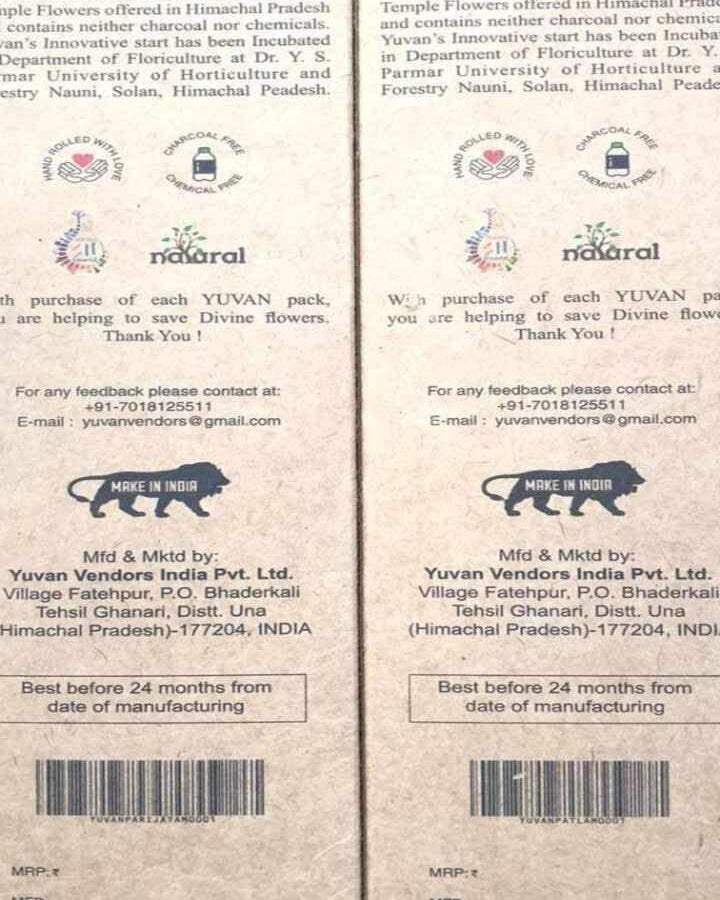 mple Flowers offered in Himachal Pradesh
contains neither charcoal nor chemicals.
van's Innovative start has been Incubated
Department of Floriculture at Dr. Y. S.
rmar University of Horticulture and
restry Nauni, Solan, Himachal Peadesh.
HAND ROLLED WITH LOVE
CHARCOAL FREE
CHEMICAL FREE
natural
th purchase of each YUVAN pack,
u are helping to save Divine flowers.
Thank You !
For any feedback please contact at:
+91-7018125511
E-mail : yuvanvendors@gmail.com
MAKE IN INDIA
Mfd & Mktd by:
Yuvan Vendors India Pvt. Ltd.
Village Fatehpur, P.O. Bhaderkali
Tehsil Ghanari, Distt. Una
Himachal Pradesh)-177204, INDIA
Best before 24 months from
date of manufacturing
YUVANPARIJATAM0001
MRP:₹
Temple Flowers offered in Himachal Prade
and contains neither charcoal nor chemica
Yuvan's Innovative start has been Incuba
in Department of Floriculture at Dr. Y.
Parmar University of Horticulture a
Forestry Nauni, Solan, Himachal Peade
HAND ROLLED WITH LOVE
CHARCOAL FREE
CHEMICAL FREE
natural
With purchase of each YUVAN pa
you are helping to save Divine flowe
Thank You !
For any feedback please contact at:
+91-7018125511
E-mail : yuvanvendors@gmail.com
MAKE IN INDIA
Mfd & Mktd by:
Yuvan Vendors India Pvt. Ltd.
Village Fatehpur, P.O. Bhaderkali
Tehsil Ghanari, Distt. Una
(Himachal Pradesh)-177204, INDI
Best before 24 months from
date of manufacturing
YUVANPATLAM0001
MRP:₹